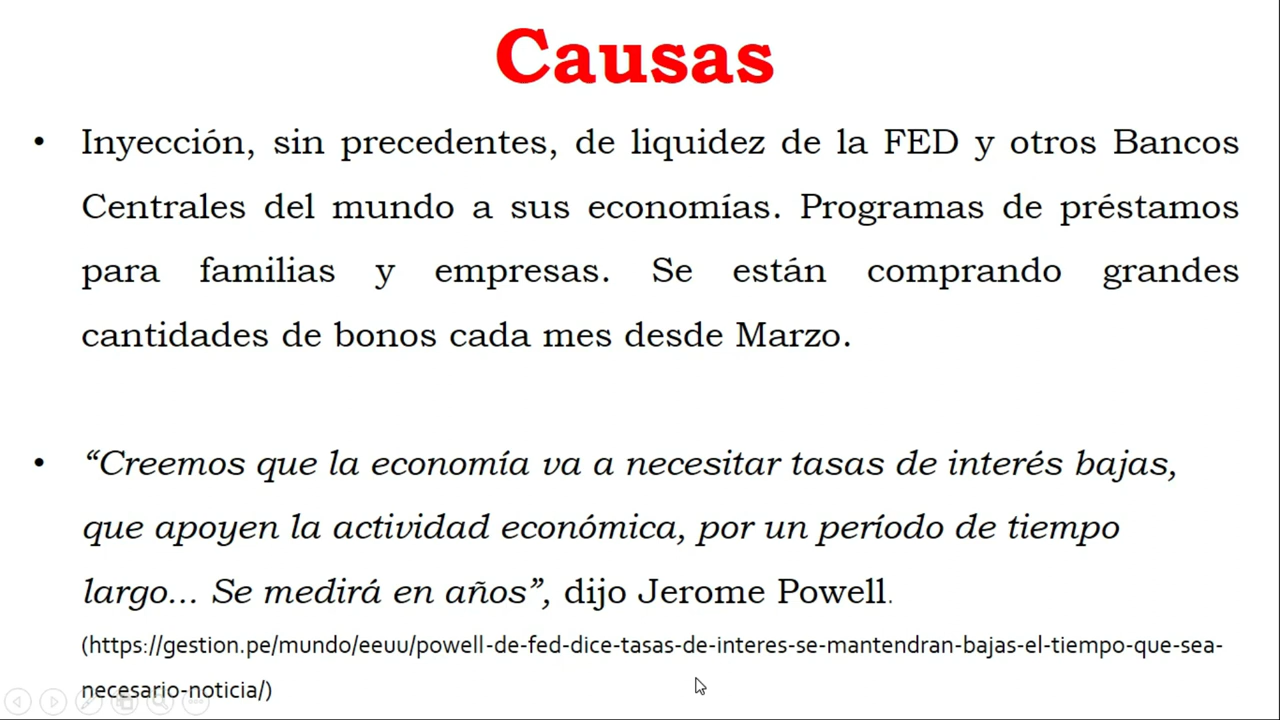 Causas
• Inyección, sin precedentes, de liquidez de la FED y otros Bancos
Centrales del mundo a sus economías. Programas de préstamos
para familias y empresas. Se están comprando grandes
cantidades de bonos cada mes desde Marzo.
• “Creemos que la economía va a necesitar tasas de interés bajas,
que apoyen la actividad económica, por un período de tiempo
largo... Se medirá en años”, dijo Jerome Powell.
(https://gestion.pe/mundo/eeuu/powell-de-fed-dice-tasas-de-interes-se-mantendran-bajas-el-tiempo-que-sea-
necesario-noticia/)